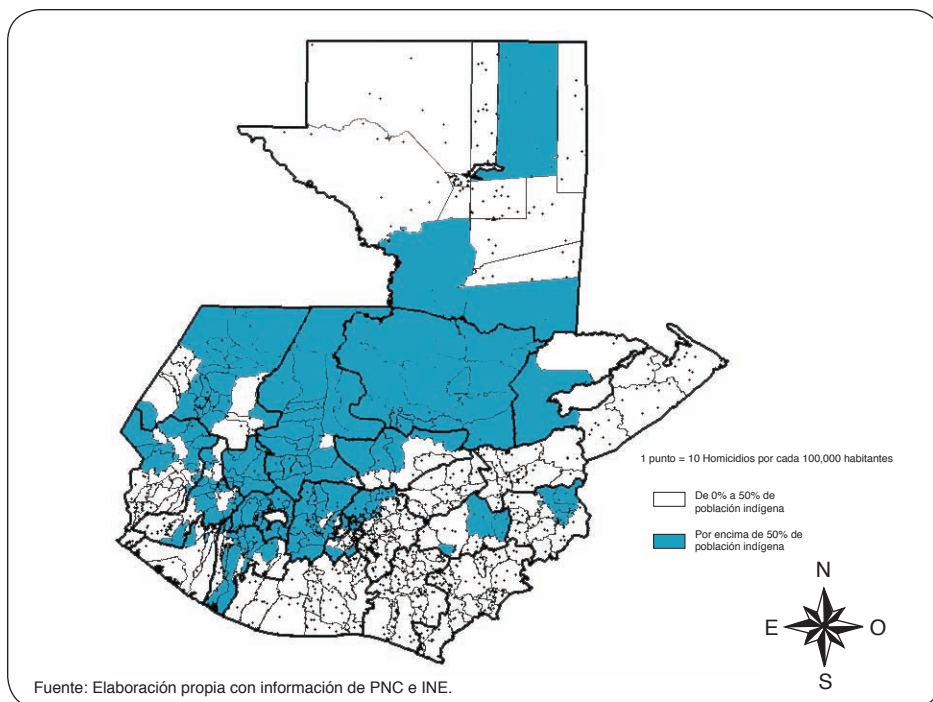 1 punto = 10 Homicidios por cada 100,000 habitantes
De 0% a 50% de
población indígena
Por encima de 50% de
población indígena
N
E O
S
Fuente: Elaboración propia con información de PNC e INE.